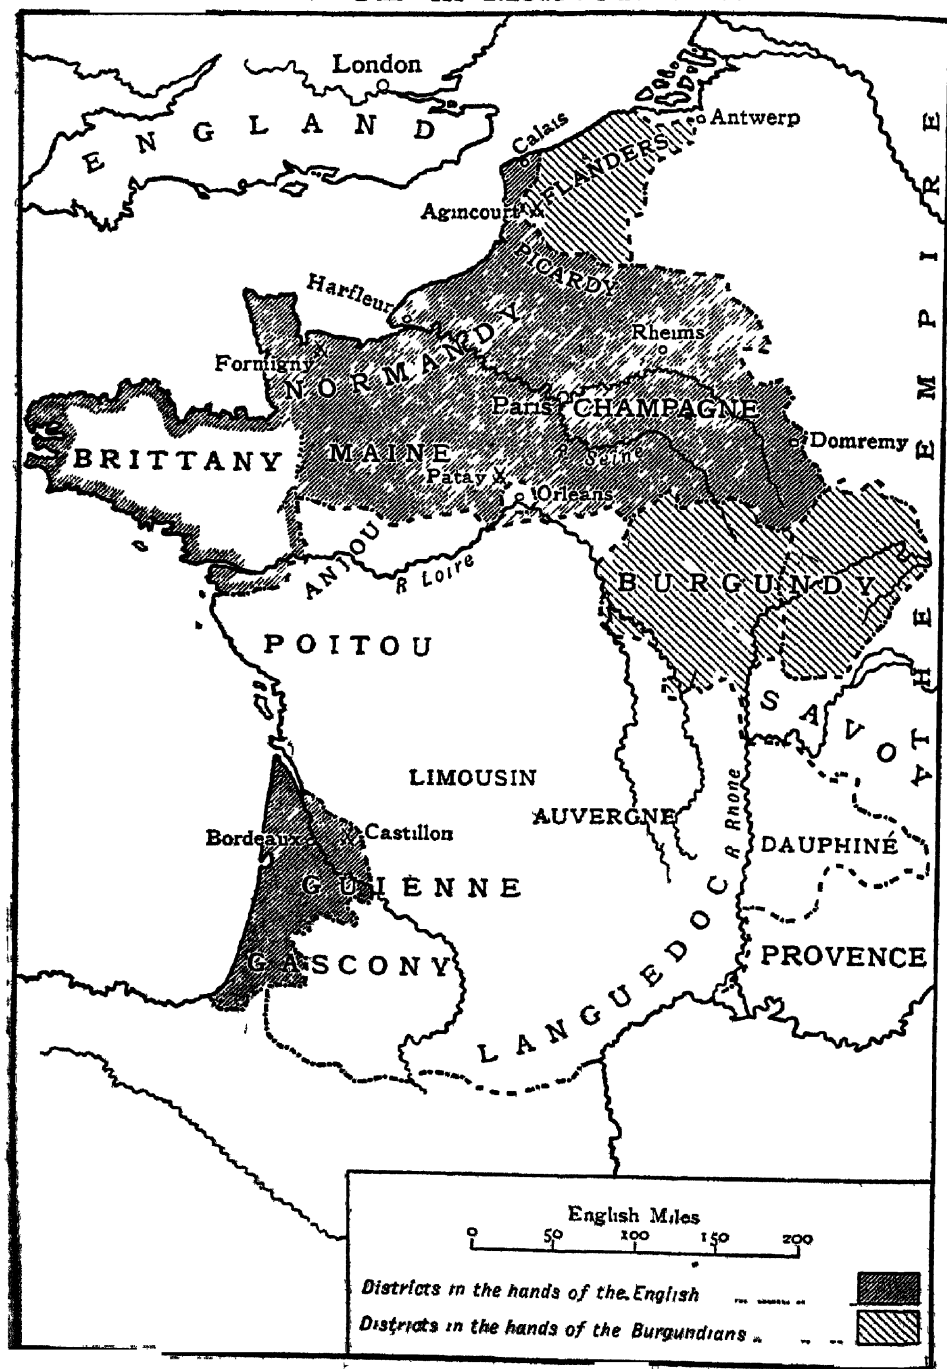 London
ENGLAND
Calais
Antwerp
FLANDERS
Agincourt
PICARDY
Harfleur
NORMANDY
Rheims
Formigny
Paris
CHAMPAGNE
BRITTANY
MAINE
Seine
Domremy
Patay
Orleans
ANJOU
R Loire
BURGUNDY
POITOU
SAVOY
THE EMPIRE
LIMOUSIN
AUVERGNE
R Rhone
Bordeaux
Castillon
DAUPHINÉ
GUIENNE
GASCONY
LANGUEDOC
PROVENCE
English Miles
0 50 100 150 200
Districts in the hands of the English
Districts in the hands of the Burgundians